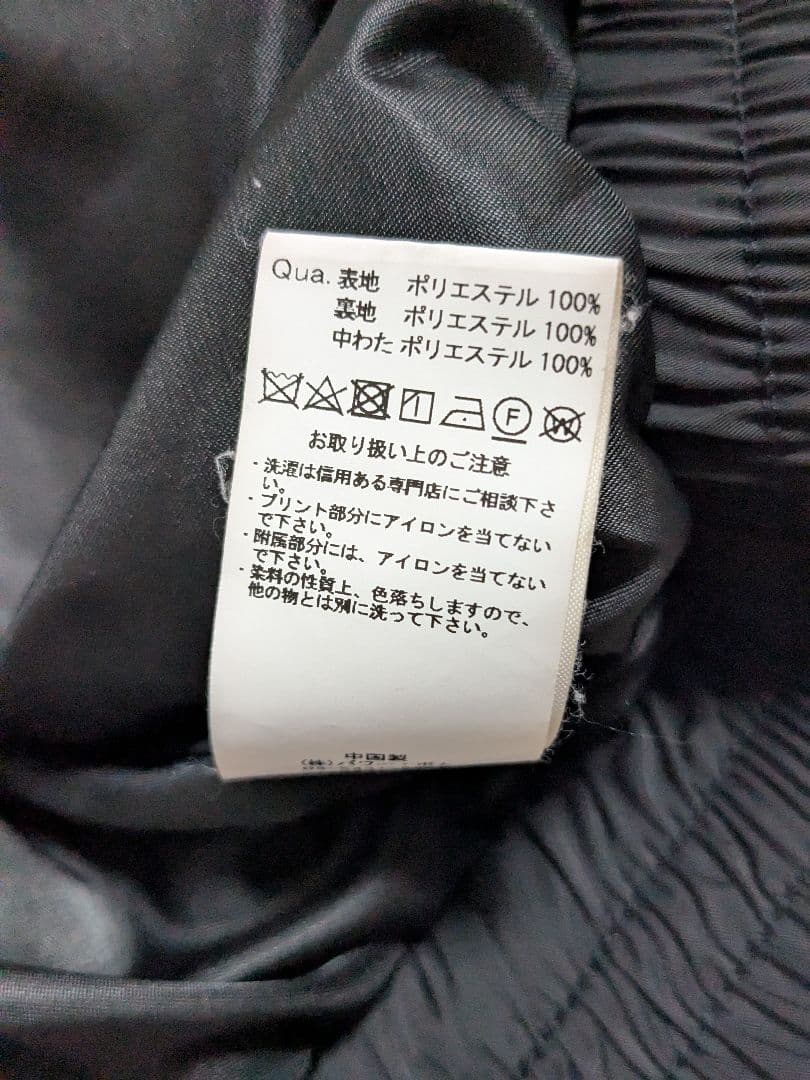 Qua. 表地 ポリエステル 100%
裏地 ポリエステル 100%
中わた ポリエステル 100%
F
W
お取り扱い上のご注意
・洗濯は信用ある専門店にご相談下さ
い。
・プリント部分にアイロンを当てない
で下さい。
・附属部分には、アイロンを当てない
で下さい。
・染料の性質上、色落ちしますので、
他の物とは別に洗って下さい。
中国製
(株)